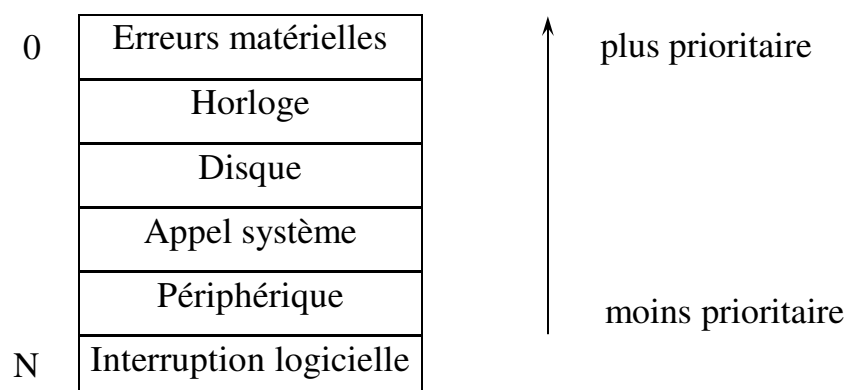 0 Erreurs matérielles plus prioritaire
Horloge
Disque
Appel système
Périphérique
moins prioritaire
N Interruption logicielle